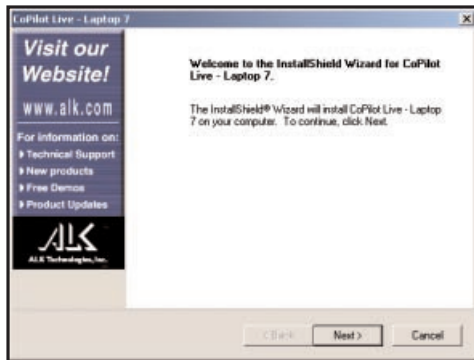 CoPilot Live - Laptop 7
Visit our
Website!
www.alk.com
For information on:
Technical Support
New products
Free Demos
Product Updates
ALK
ALK Technologies, Inc.
Welcome to the InstallShield Wizard for CoPilot
Live - Laptop 7.
The InstallShield® Wizard will install CoPilot Live - Laptop
7 on your computer. To continue, click Next.
< Back
Next >
Cancel